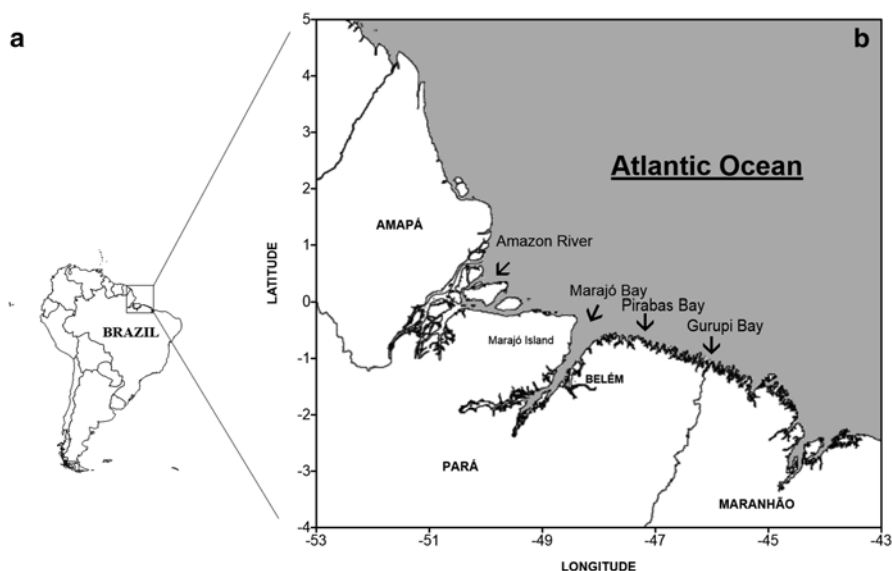 a
BRAZIL
b
5
4
3
2
1
0
-1
-2
-3
-4
LATITUDE
Atlantic Ocean
AMAPÁ
Amazon River
Marajó Bay
Pirabas Bay
Gurupi Bay
Marajó Island
BELÉM
PARÁ
MARANHÃO
-53
-51
-49
-47
-45
-43
LONGITUDE